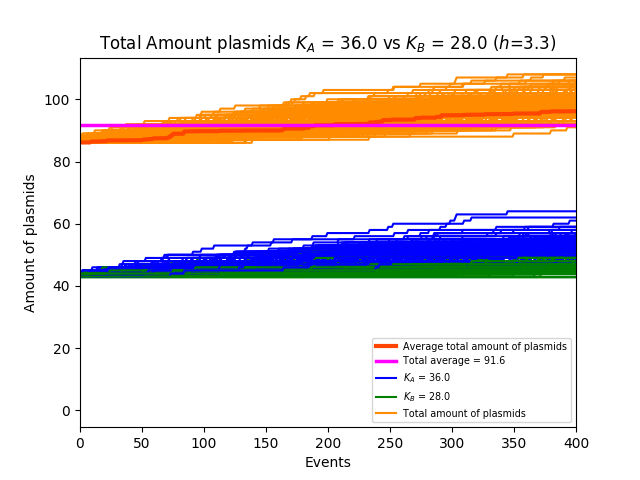 Total Amount plasmids K_A = 36.0 vs K_B = 28.0 (h=3.3)
Amount of plasmids
100
80
60
40
20
0
Average total amount of plasmids
Total average = 91.6
K_A = 36.0
K_B = 28.0
Total amount of plasmids
0 50 100 150 200 250 300 350 400
Events